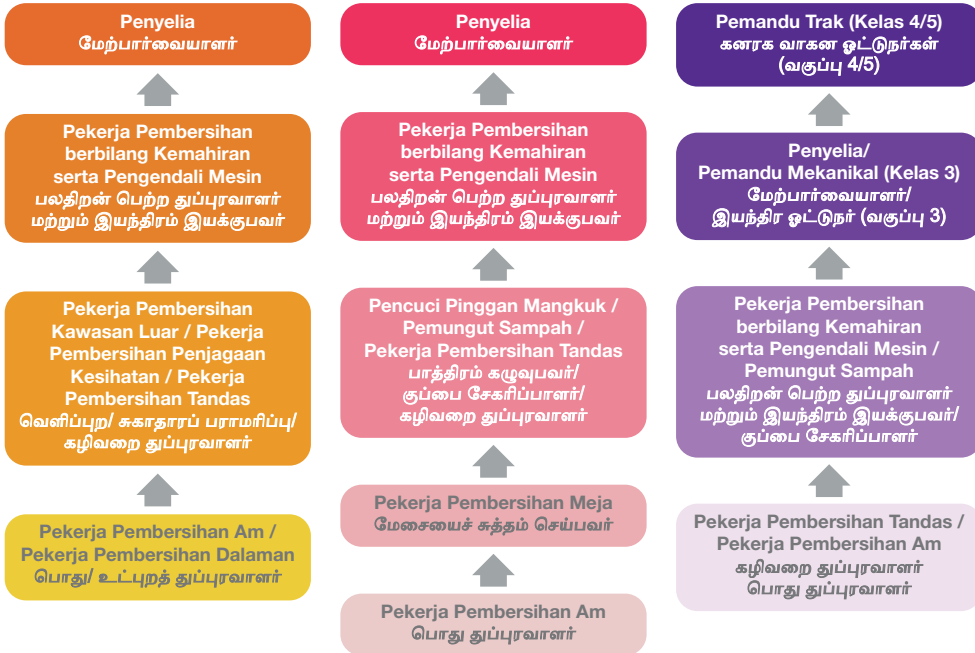 Penyelia
மேற்பார்வையாளர்
Pekerja Pembersihan
berbilang Kemahiran
serta Pengendali Mesin
பலதிறன் பெற்ற துப்புரவாளர்
மற்றும் இயந்திரம் இயக்குபவர்
Pekerja Pembersihan
Kawasan Luar / Pekerja
Pembersihan Penjagaan
Kesihatan / Pekerja
Pembersihan Tandas
வெளிப்புற/ சுகாதாரப் பராமரிப்பு/
கழிவறை துப்புரவாளர்
Pekerja Pembersihan Am /
Pekerja Pembersihan Dalaman
பொது/ உட்புறத் துப்புரவாளர்
Penyelia
மேற்பார்வையாளர்
Pekerja Pembersihan
berbilang Kemahiran
serta Pengendali Mesin
பலதிறன் பெற்ற துப்புரவாளர்
மற்றும் இயந்திரம் இயக்குபவர்
Pencuci Pinggan Mangkuk /
Pemungut Sampah /
Pekerja Pembersihan Tandas
பாத்திரம் கழுவுபவர்/
குப்பை சேகரிப்பாளர்/
கழிவறை துப்புரவாளர்
Pekerja Pembersihan Meja
மேசையைச் சுத்தம் செய்பவர்
Pekerja Pembersihan Am
பொது துப்புரவாளர்
Pemandu Trak (Kelas 4/5)
கனரக வாகன ஓட்டுநர்கள்
(வகுப்பு 4/5)
Penyelia/
Pemandu Mekanikal (Kelas 3)
மேற்பார்வையாளர்/
இயந்திர ஓட்டுநர் (வகுப்பு 3)
Pekerja Pembersihan
berbilang Kemahiran
serta Pengendali Mesin /
Pemungut Sampah
பலதிறன் பெற்ற துப்புரவாளர்
மற்றும் இயந்திரம் இயக்குபவர்/
குப்பை சேகரிப்பாளர்
Pekerja Pembersihan Tandas /
Pekerja Pembersihan Am
கழிவறை துப்புரவாளர்
பொது துப்புரவாளர்